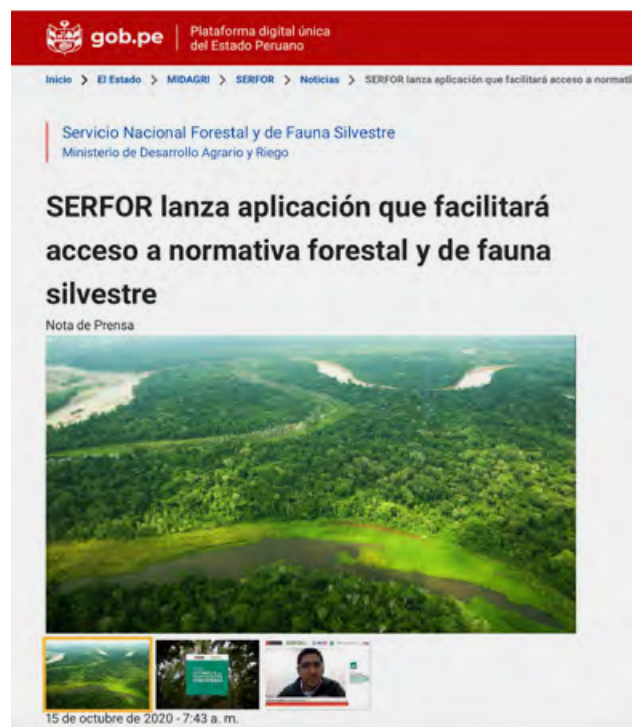 gob.pe
Plataforma digital única
del Estado Peruano
Inicio > El Estado > MIDAGRI > SERFOR > Noticias > SERFOR lanza aplicación que facilitará acceso a normati
Servicio Nacional Forestal y de Fauna Silvestre
Ministerio de Desarrollo Agrario y Riego
SERFOR lanza aplicación que facilitará
acceso a normativa forestal y de fauna
silvestre
Nota de Prensa
15 de octubre de 2020 - 7:43 a. m.